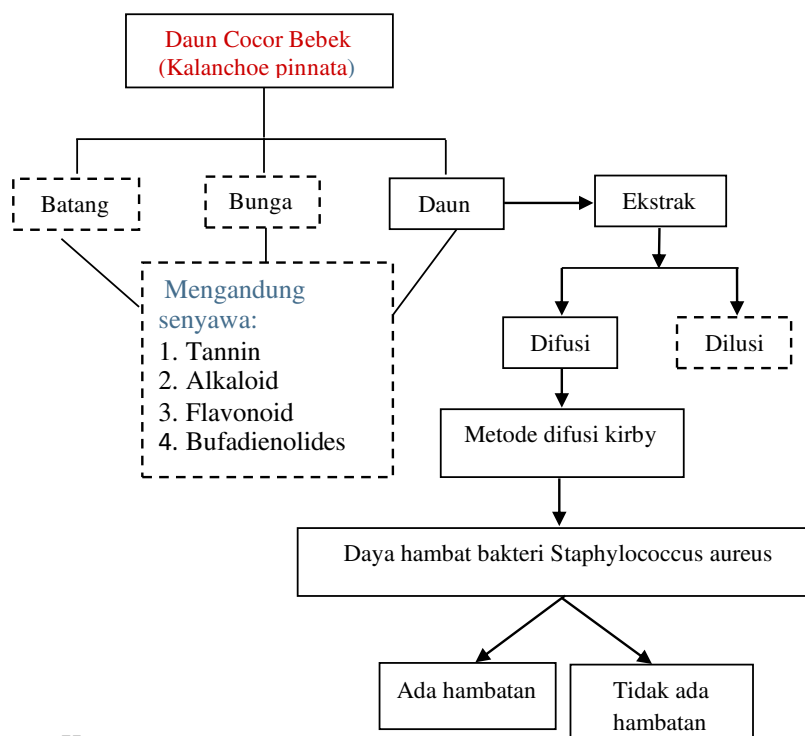 Daun Cocor Bebek
(Kalanchoe pinnata)
Batang
Bunga
Daun
Ekstrak
Mengandung
senyawa:
1. Tannin
2. Alkaloid
3. Flavonoid
4. Bufadienolides
Difusi
Dilusi
Metode difusi kirby
Daya hambat bakteri Staphylococcus aureus
Ada hambatan
Tidak ada
hambatan